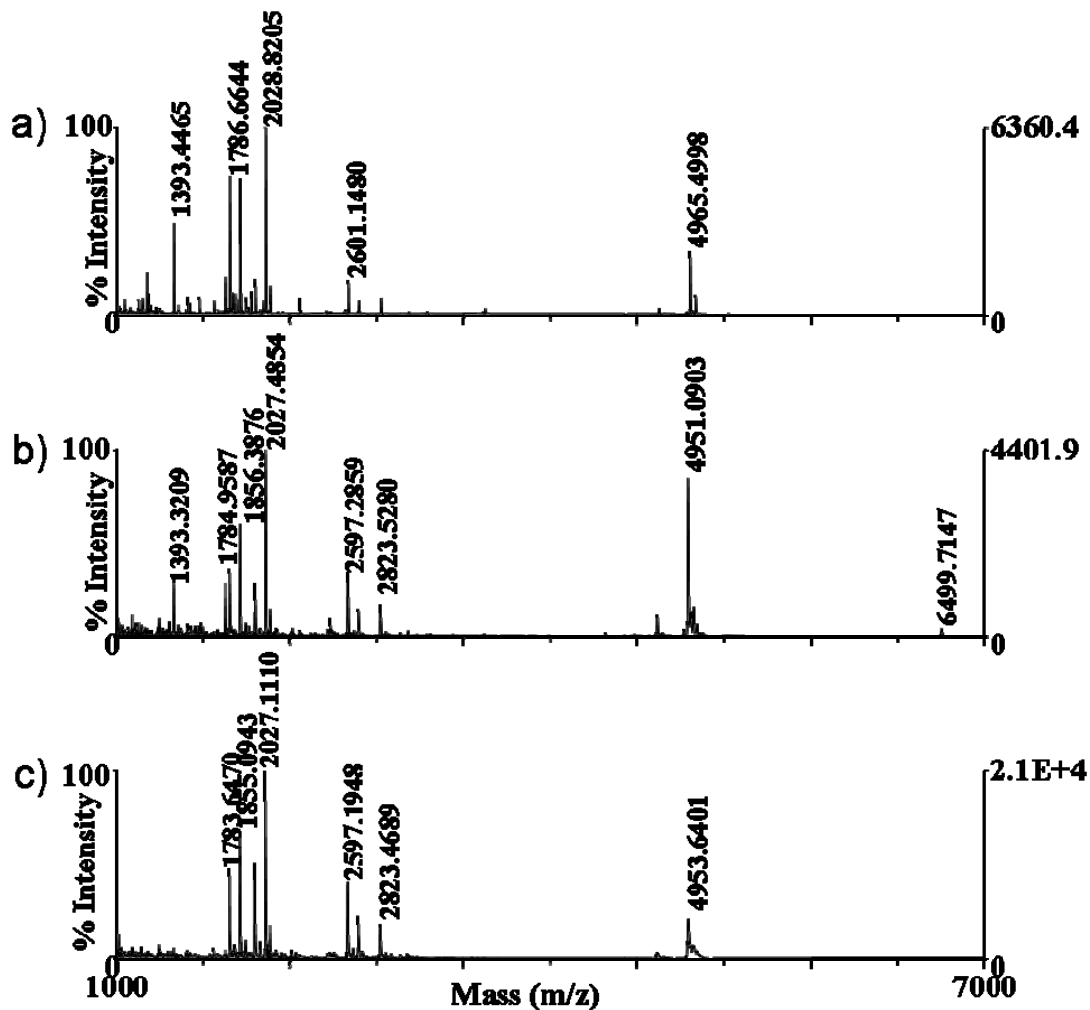 a) 100 % Intensity 0 1393.4465 1786.6644 2028.8205 2601.1480 4965.4998 6360.4 0
b) 100 % Intensity 0 1393.3209 1784.9587 1856.3876 2027.4854 2597.2859 2823.5280 4951.0903 6499.7147 4401.9 0
c) 100 % Intensity 1783.6470 1855.0943 2027.1110 2597.1948 2823.4689 4953.6401 2.1E+4 0
1000 Mass (m/z) 7000